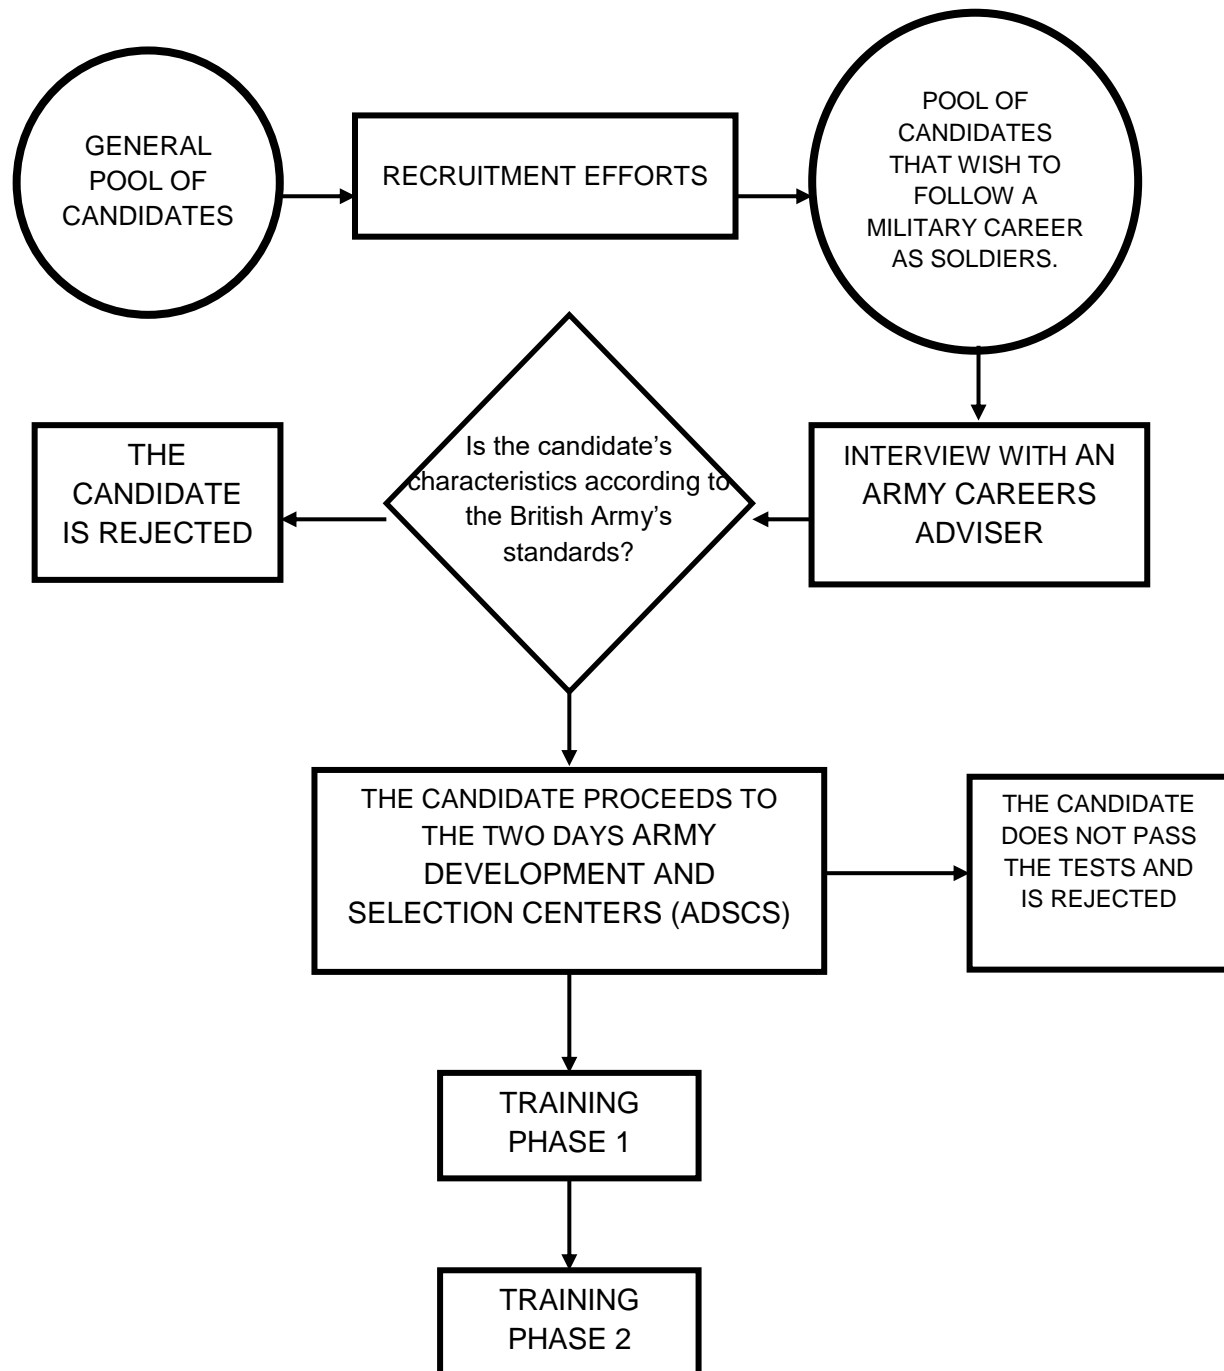 GENERAL
POOL OF
CANDIDATES
RECRUITMENT EFFORTS
POOL OF
CANDIDATES
THAT WISH TO
FOLLOW A
MILITARY CAREER
AS SOLDIERS.
INTERVIEW WITH AN
ARMY CAREERS
ADVISER
Is the candidate’s
characteristics according to
the British Army’s
standards?
THE
CANDIDATE
IS REJECTED
THE CANDIDATE PROCEEDS TO
THE TWO DAYS ARMY
DEVELOPMENT AND
SELECTION CENTERS (ADSCS)
THE CANDIDATE
DOES NOT PASS
THE TESTS AND
IS REJECTED
TRAINING
PHASE 1
TRAINING
PHASE 2